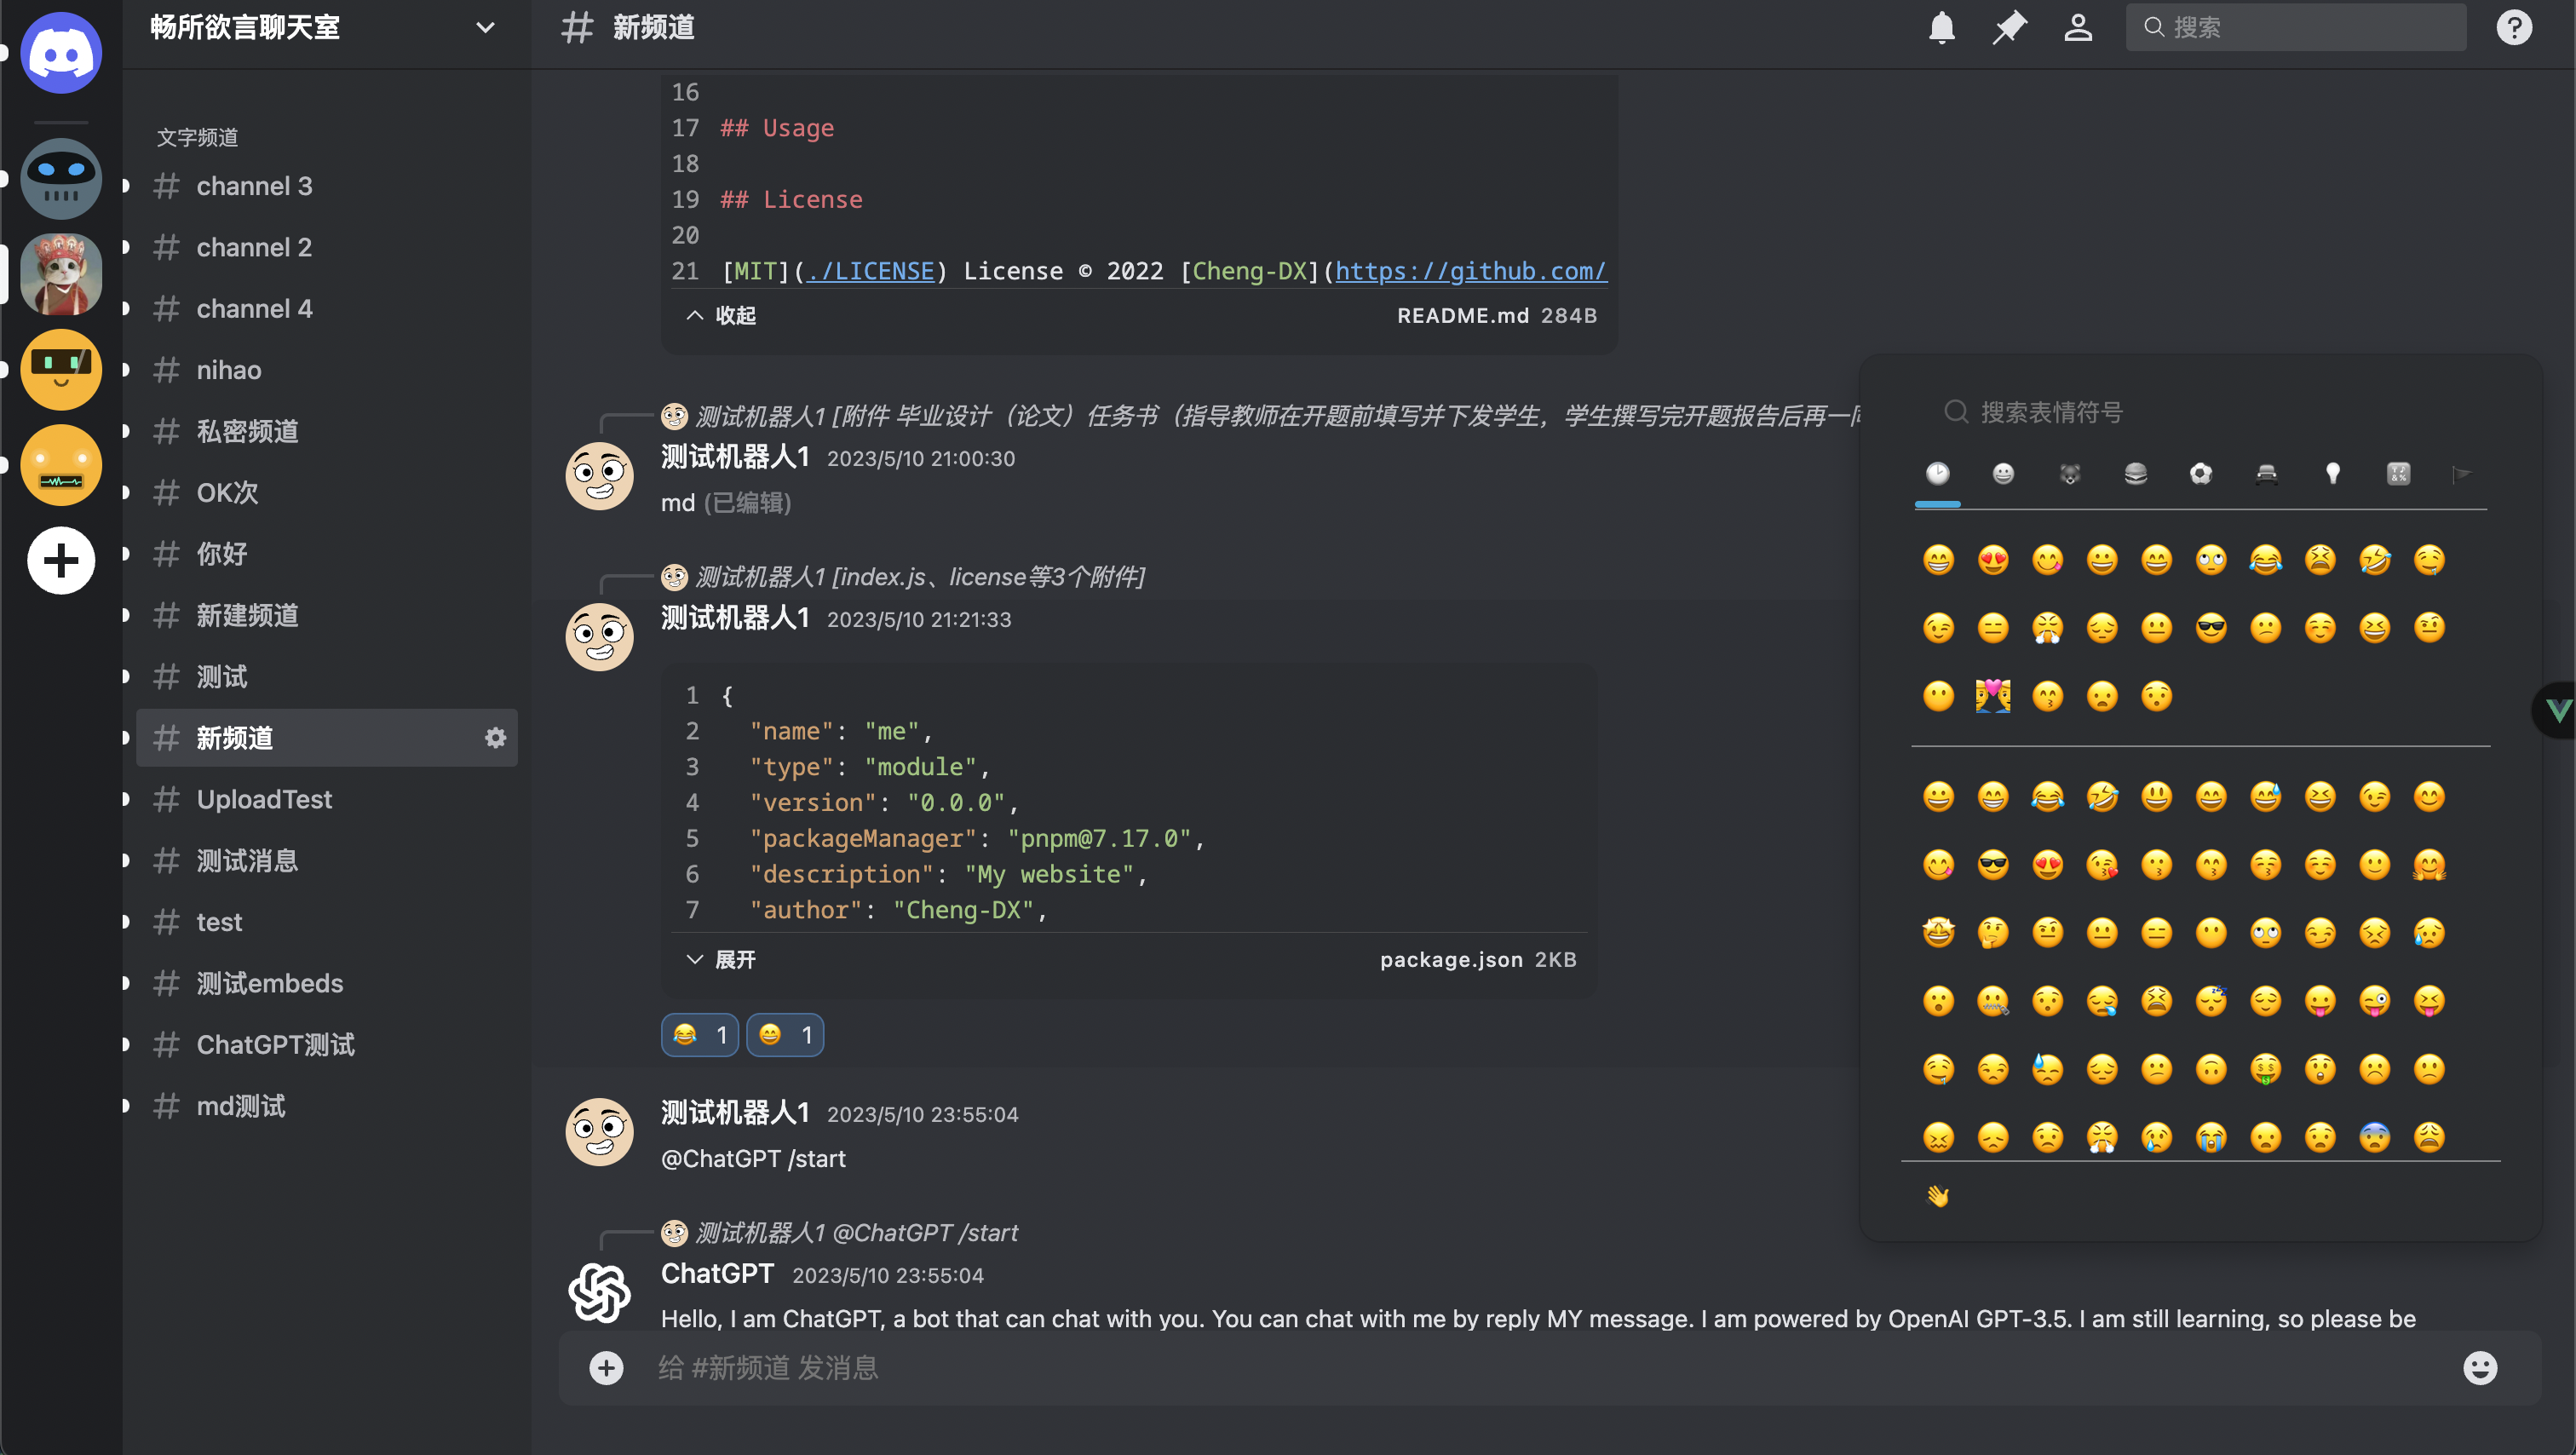 畅所欲言聊天室
文字频道
channel 3
channel 2
channel 4
nihao
私密频道
OK次
你好
新建频道
测试
新频道
UploadTest
测试消息
test
测试embeds
ChatGPT测试
md测试
新频道
搜索
16
17 ## Usage
18
19 ## License
20
21 [MIT](./LICENSE) License © 2022 [Cheng-DX](https://github.com/
收起 README.md 284B
测试机器人1 [附件 毕业设计（论文）任务书（指导教师在开题前填写并下发学生，学生撰写完开题报告后再一同
测试机器人1 2023/5/10 21:00:30
md (已编辑)
测试机器人1 [index.js、license等3个附件]
测试机器人1 2023/5/10 21:21:33
1 {
2 "name": "me",
3 "type": "module",
4 "version": "0.0.0",
5 "packageManager": "pnpm@7.17.0",
6 "description": "My website",
7 "author": "Cheng-DX",
展开 package.json 2KB
😂 1 😄 1
测试机器人1 2023/5/10 23:55:04
@ChatGPT /start
测试机器人1 @ChatGPT /start
ChatGPT 2023/5/10 23:55:04
Hello, I am ChatGPT, a bot that can chat with you. You can chat with me by reply MY message. I am powered by OpenAI GPT-3.5. I am still learning, so please be
给 #新频道 发消息
搜索表情符号